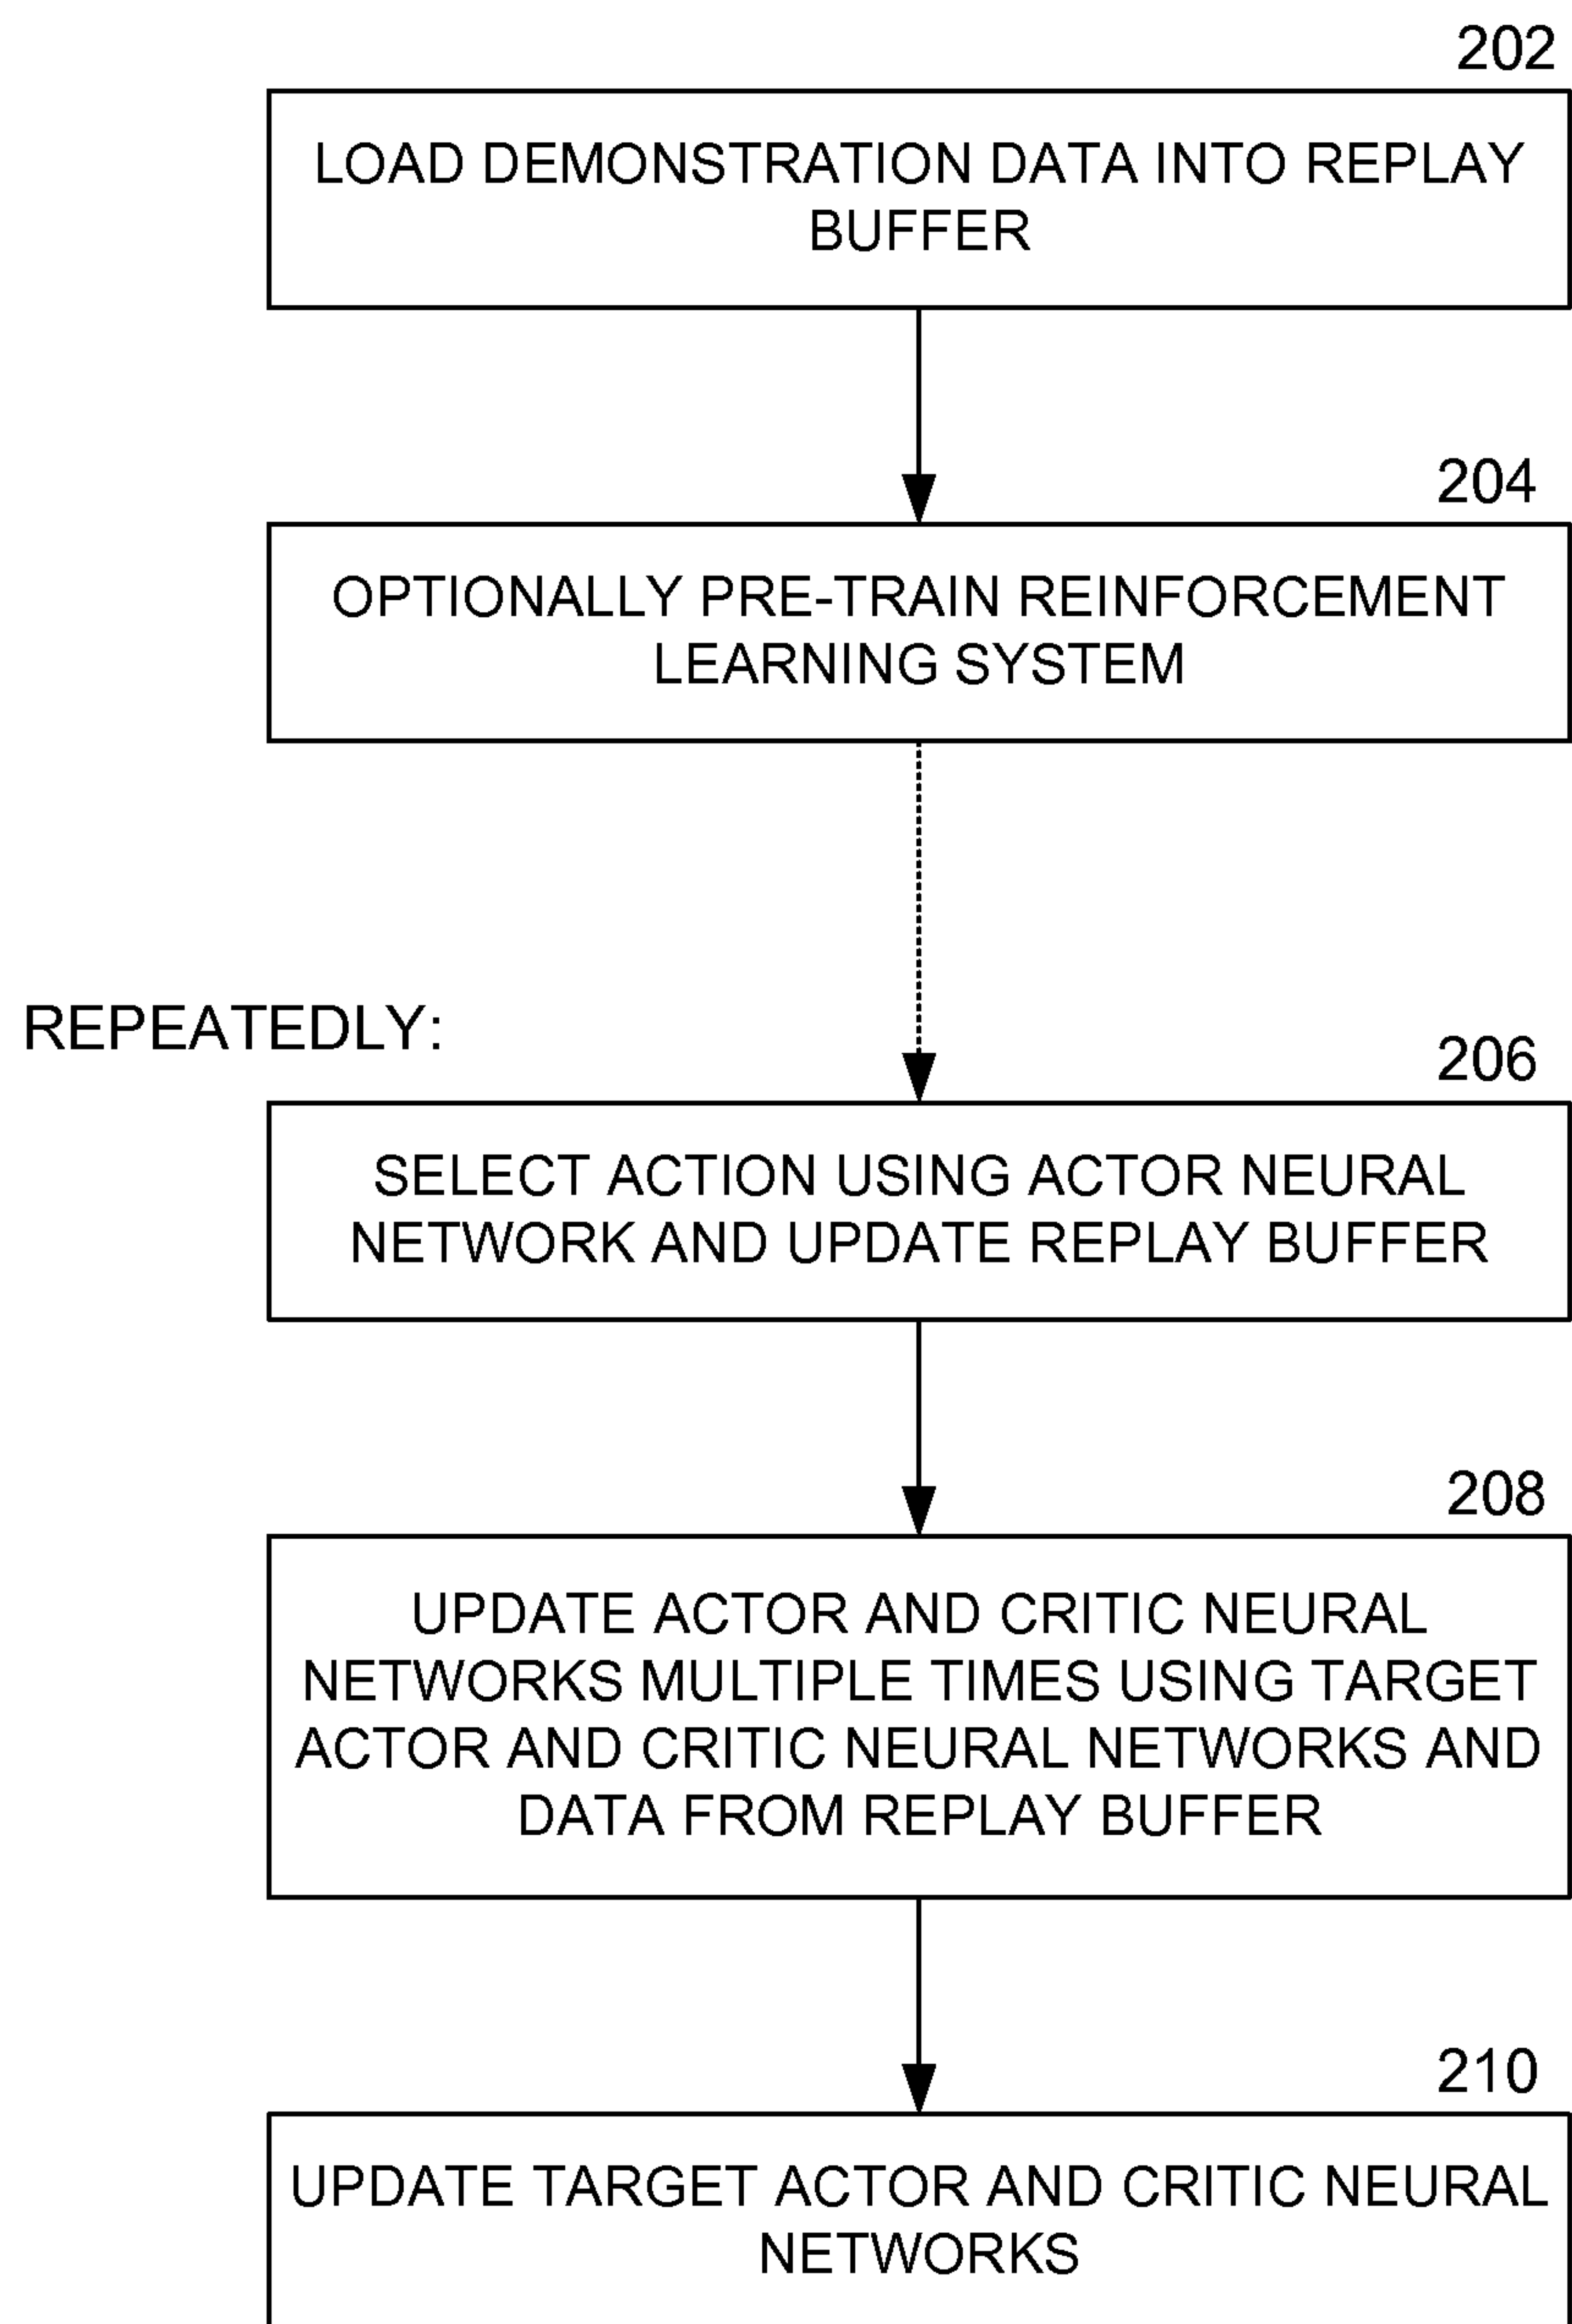 202
LOAD DEMONSTRATION DATA INTO REPLAY
BUFFER
204
OPTIONALLY PRE-TRAIN REINFORCEMENT
LEARNING SYSTEM
REPEATEDLY:
206
SELECT ACTION USING ACTOR NEURAL
NETWORK AND UPDATE REPLAY BUFFER
208
UPDATE ACTOR AND CRITIC NEURAL
NETWORKS MULTIPLE TIMES USING TARGET
ACTOR AND CRITIC NEURAL NETWORKS AND
DATA FROM REPLAY BUFFER
210
UPDATE TARGET ACTOR AND CRITIC NEURAL
NETWORKS